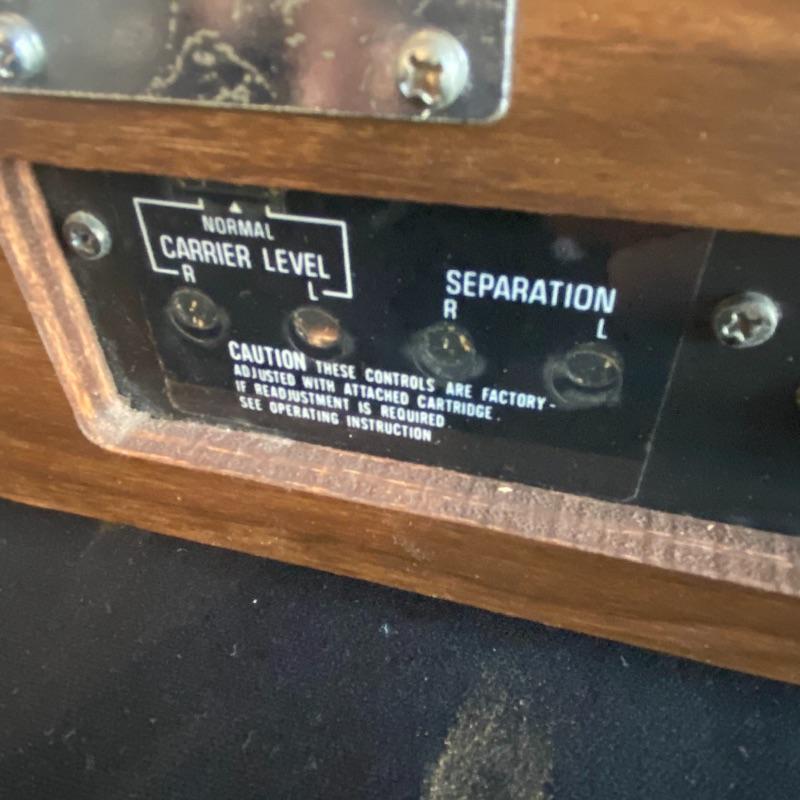 NORMAL
CARRIER LEVEL
R
L
SEPARATION
R
L
CAUTION THESE CONTROLS ARE FACTORY-
ADJUSTED WITH ATTACHED CARTRIDGE.
IF READJUSTMENT IS REQUIRED
SEE OPERATING INSTRUCTION